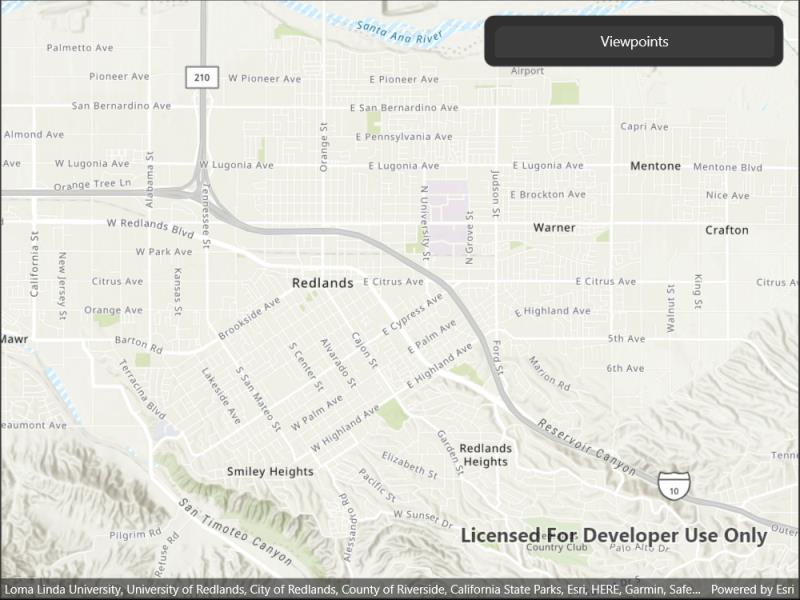 Santa Ana River
Viewpoints
Palmetto Ave
Pioneer Ave
210
W Pioneer Ave
E Pioneer Ave
Airport
San Bernardino Ave
E San Bernardino Ave
Almond Ave
Orange St
E Pennsylvania Ave
Capri Ave
Ave
W Lugonia Ave
W Lugonia Ave
E Lugonia Ave
E Lugonia Ave
Mentone
Mentone Blvd
Orange Tree Ln
Alabama St
Tennessee St
N University St
Judson St
E Brockton Ave
Nice Ave
W Redlands Blvd
N Grove St
Warner
Crafton
California St
New Jersey St
W Park Ave
Citrus Ave
Kansas St
Redlands
E Citrus Ave
E Citrus Ave
Citrus A
King St
Walnut St
Orange Ave
Brookside Ave
E Cypress Ave
E Highland Ave
Mawr
Barton Rd
S Center St
Alvarado St
Cajon St
E Palm Ave
Ford St
5th Ave
6th Ave
E Highland Ave
Marion Rd
Terracina Blvd
Lakeside Ave
S San Mateo St
W Palm Ave
W Highland Ave
eaumont Ave
Garden St
Reservoir Canyon
Redlands
Heights
Smiley Heights
Elizabeth St
Tenne
Pacific St
10
San Timoteo Canyon
Alessandro Rd
W Sunset Dr
Outer
Pilgrim Rd
Refuse Rd
Licensed For Developer Use Only
Country Club
Palo Alto Dr
Loma Linda University, University of Redlands, City of Redlands, County of Riverside, California State Parks, Esri, HERE, Garmin, Safe...
Powered by Esri